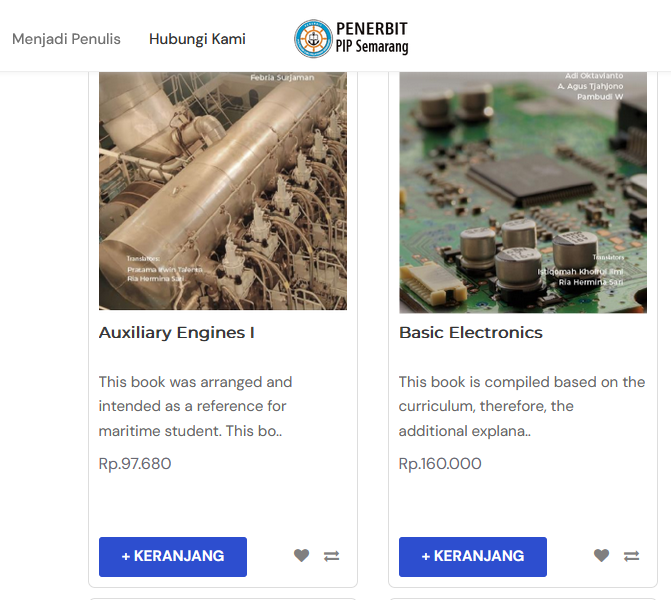 Menjadi Penulis
Hubungi Kami
PENERBIT
PIP Semarang
Febria Surjaman
Translators:
Pratama Irwin Talenta
Ria Hermina Sari
Adi Oktavianto
A. Agus Tjahjono
Pambudi W
Translators
Istiqomah Khoirul Ilmi
Ria Hermina Sari
Auxiliary Engines I
This book was arranged and
intended as a reference for
maritime student. This bo..
Rp.97.680
+ KERANJANG
Basic Electronics
This book is compiled based on the
curriculum, therefore, the
additional explana..
Rp.160.000
+ KERANJANG